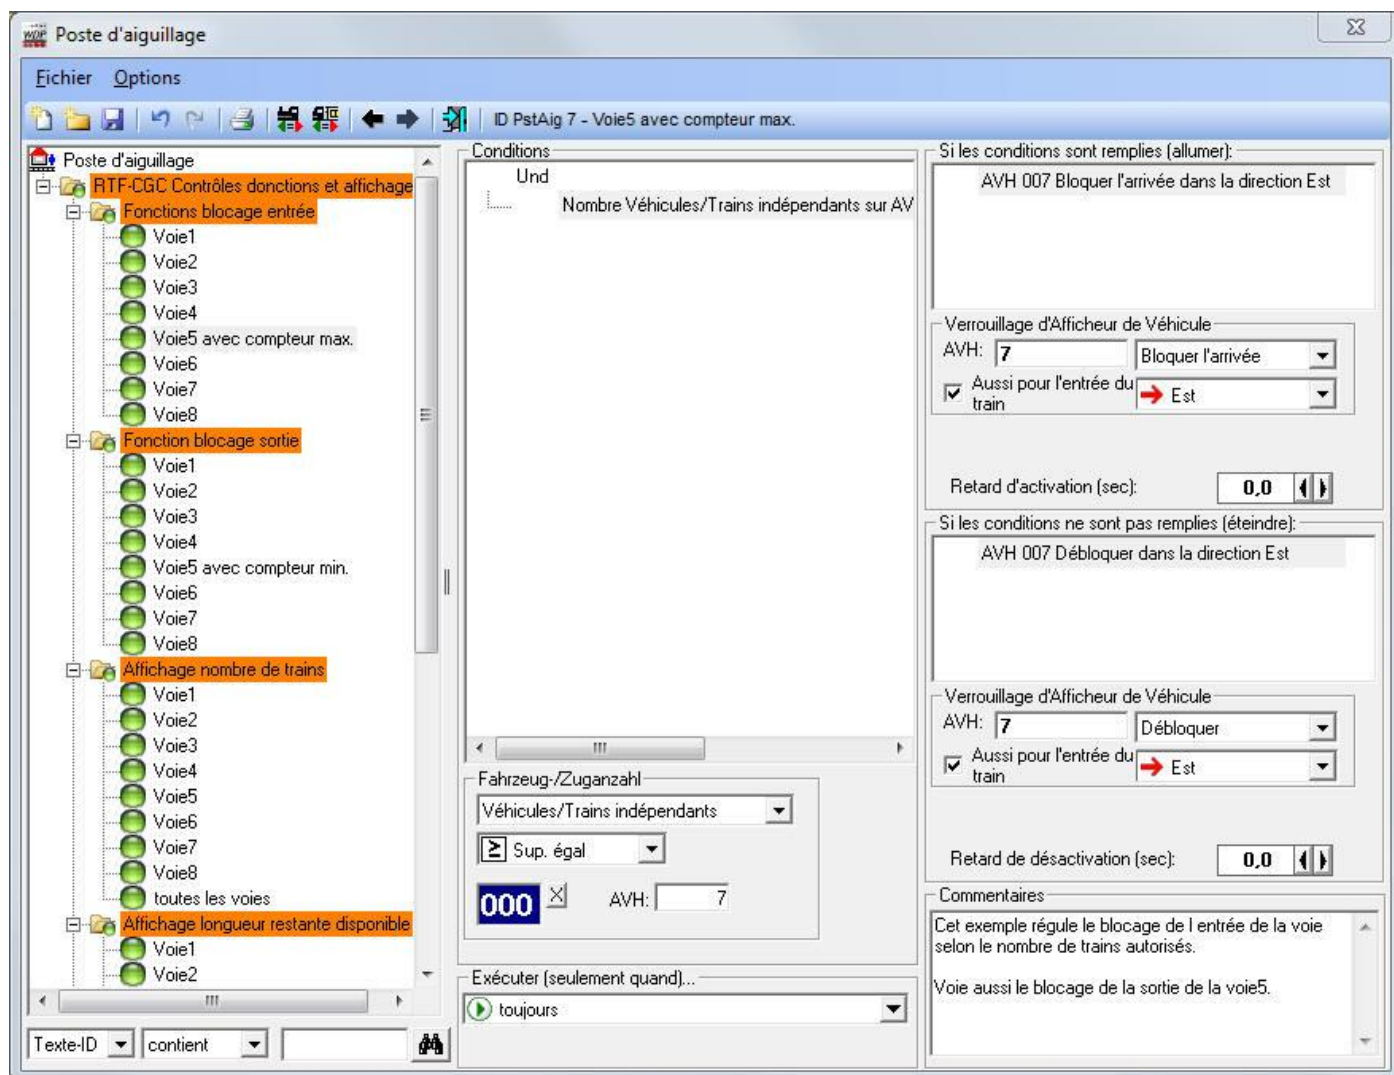 WDP Poste d'aiguillage
Fichier Options
ID PstAig 7 - Voie5 avec compteur max.
Poste d'aiguillage
RTF-CGC Contrôles donctions et affichage
Fonctions blocage entrée
Voie1
Voie2
Voie3
Voie4
Voie5 avec compteur max.
Voie6
Voie7
Voie8
Fonction blocage sortie
Voie1
Voie2
Voie3
Voie4
Voie5 avec compteur min.
Voie6
Voie7
Voie8
Affichage nombre de trains
Voie1
Voie2
Voie3
Voie4
Voie5
Voie6
Voie7
Voie8
toutes les voies
Affichage longueur restante disponible
Voie1
Voie2
Texte-ID contient
Conditions
Und
Nombre Véhicules/Trains indépendants sur AV
Fahrzeug-/Zuganzahl
Véhicules/Trains indépendants
≥ Sup. égal
000 X AVH: 7
Exécuter (seulement quand)...
toujours
Si les conditions sont remplies (allumer):
AVH 007 Bloquer l'arrivée dans la direction Est
Verrouillage d'Afficheur de Véhicule
AVH: 7 Bloquer l'arrivée
Aussi pour l'entrée du
train
Est
Retard d'activation (sec): 0,0
Si les conditions ne sont pas remplies (éteindre):
AVH 007 Débloquer dans la direction Est
Verrouillage d'Afficheur de Véhicule
AVH: 7 Débloquer
Aussi pour l'entrée du
train
Est
Retard de désactivation (sec): 0,0
Commentaires
Cet exemple régule le blocage de l entrée de la voie
selon le nombre de trains autorisés.
Voie aussi le blocage de la sortie de la voie5.